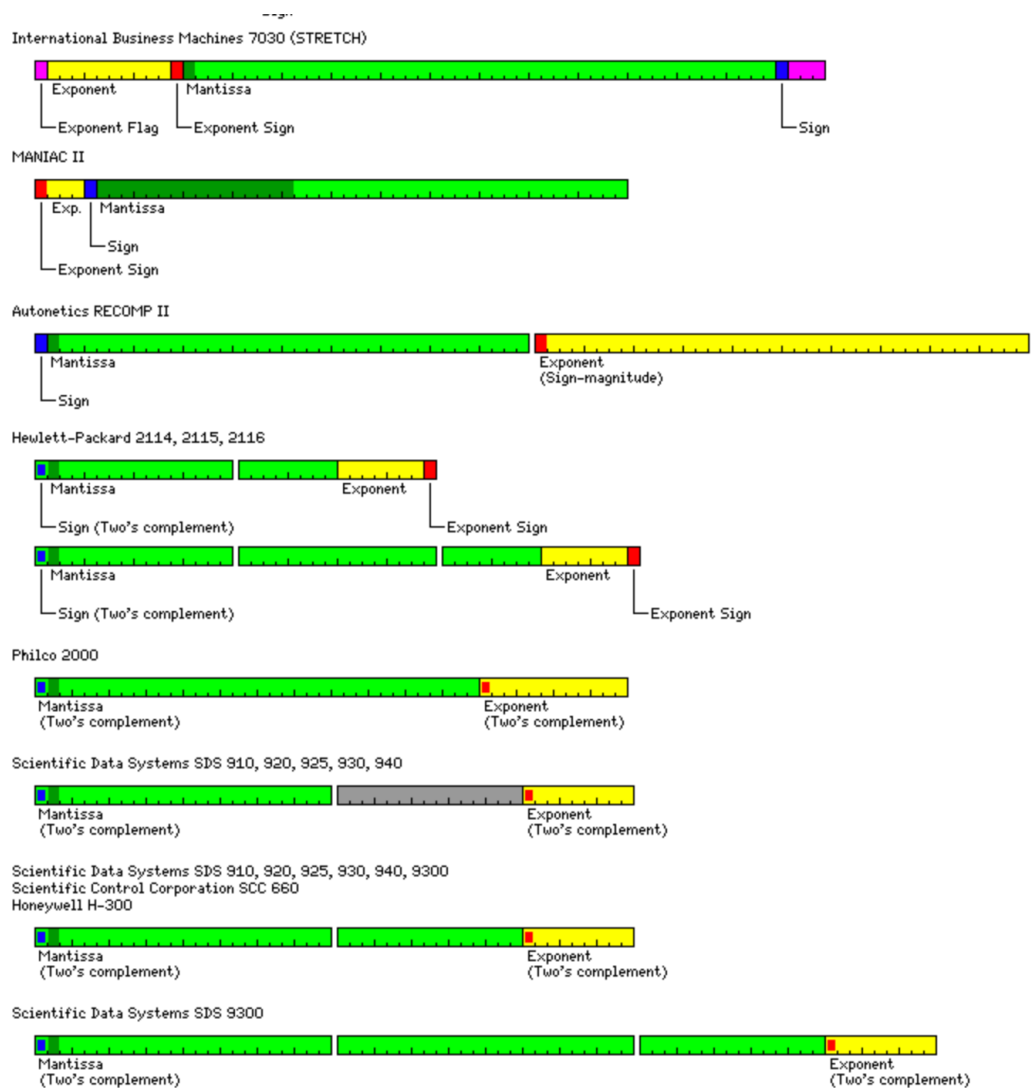 International Business Machines 7030 (STRETCH)
Exponent Mantissa
Exponent Flag Exponent Sign Sign
MANIAC II
Exp. Mantissa
Sign
Exponent Sign
Autonetics RECOMP II
Mantissa Exponent
(Sign-magnitude)
Sign
Hewlett-Packard 2114, 2115, 2116
Mantissa Exponent
Sign (Two's complement) Exponent Sign
Mantissa Exponent
Sign (Two's complement) Exponent Sign
Philco 2000
Mantissa Exponent
(Two's complement) (Two's complement)
Scientific Data Systems SDS 910, 920, 925, 930, 940
Mantissa Exponent
(Two's complement) (Two's complement)
Scientific Data Systems SDS 910, 920, 925, 930, 940, 9300
Scientific Control Corporation SCC 660
Honeywell H-300
Mantissa Exponent
(Two's complement) (Two's complement)
Scientific Data Systems SDS 9300
Mantissa Exponent
(Two's complement) (Two's complement)